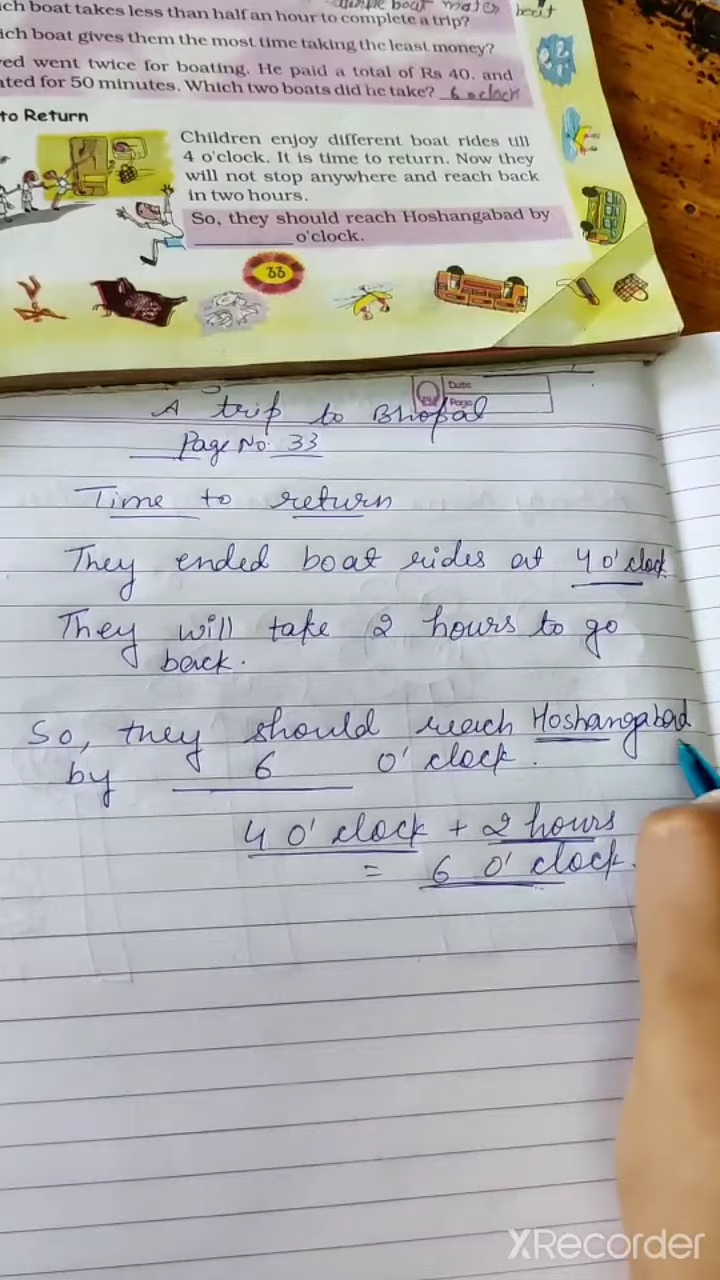 ich boat takes less than half an hour to complete a trip?
boat
ich boat gives them the most time taking the least money?
ed went twice for boating. He paid a total of Rs 40. and
ated for 50 minutes. Which two boats did he take? 6 oclock
to Return
Children enjoy different boat rides till
4 o'clock. It is time to return. Now they
will not stop anywhere and reach back
in two hours.
So, they should reach Hoshangabad by
o'clock.
33
Date
Page
A trip to Bhopal
Page No. 33
Time to return
They ended boat rides at 4 o'clock
They will take 2 hours to go
back.
So, they should reach Hoshangabad
by 6 o'clock.
4 o'clock + 2 hours
= 6 o'clock.
XRecorder